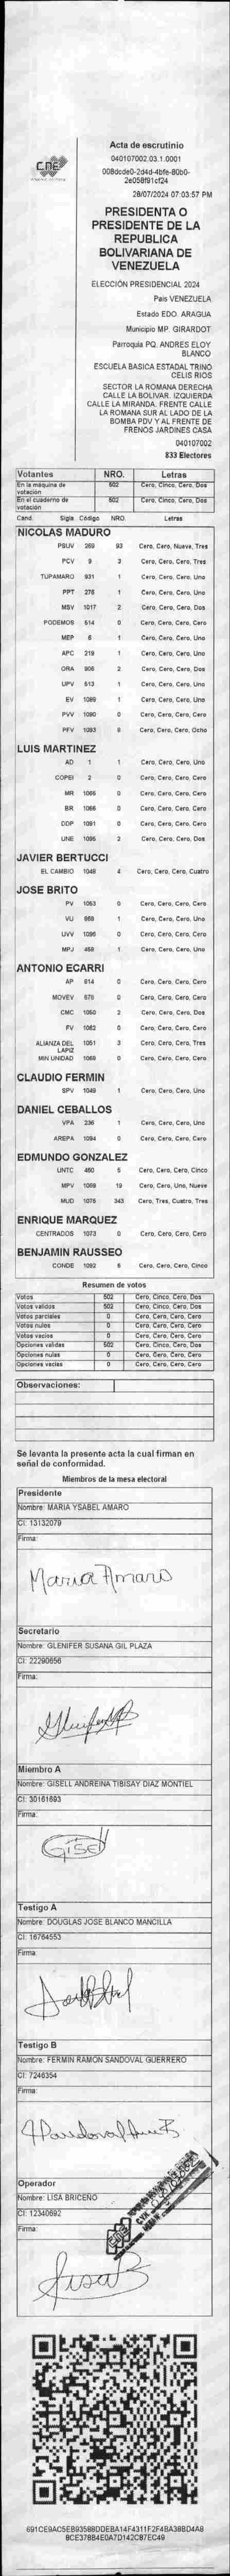 CNE
Acta de escrutinio
040107002.03.1.0001
008dcde0-2d4d-4bfe-80b0-
2e058f91cf24
28/07/2024 07:03:57 PM
PRESIDENTA O
PRESIDENTE DE LA
REPUBLICA
BOLIVARIANA DE
VENEZUELA
ELECCIÓN PRESIDENCIAL 2024
País VENEZUELA
Estado EDO. ARAGUA
Municipio MP. GIRARDOT
Parroquia PQ. ANDRES ELOY
BLANCO
ESCUELA BASICA ESTADAL TRINO
CELIS RIOS
SECTOR LA ROMANA DERECHA
CALLE LA BOLIVAR. IZQUIERDA
CALLE LA MIRANDA. FRENTE CALLE
LA ROMANA SUR AL LADO DE LA
BOMBA PDV Y AL FRENTE DE
FRENOS JARDINES CASA
040107002
833 Electores
Votantes NRO. Letras
En la máquina de votación 502 Cero, Cinco, Cero, Dos
En el cuaderno de votación 502 Cero, Cinco, Cero, Dos
Cand. Sigla Código NRO. Letras
NICOLAS MADURO
PSUV 269 93 Cero, Cero, Nueve, Tres
PCV 9 3 Cero, Cero, Cero, Tres
TUPAMARO 931 1 Cero, Cero, Cero, Uno
PPT 276 1 Cero, Cero, Cero, Uno
MSV 1017 2 Cero, Cero, Cero, Dos
PODEMOS 514 0 Cero, Cero, Cero, Cero
MEP 6 1 Cero, Cero, Cero, Uno
APC 219 1 Cero, Cero, Cero, Uno
ORA 906 2 Cero, Cero, Cero, Dos
UPV 513 1 Cero, Cero, Cero, Uno
EV 1089 1 Cero, Cero, Cero, Uno
PVV 1090 0 Cero, Cero, Cero, Cero
PFV 1093 8 Cero, Cero, Cero, Ocho
LUIS MARTINEZ
AD 1 1 Cero, Cero, Cero, Uno
COPEI 2 0 Cero, Cero, Cero, Cero
MR 1065 0 Cero, Cero, Cero, Cero
BR 1066 0 Cero, Cero, Cero, Cero
DDP 1091 0 Cero, Cero, Cero, Cero
UNE 1095 2 Cero, Cero, Cero, Dos
JAVIER BERTUCCI
EL CAMBIO 1048 4 Cero, Cero, Cero, Cuatro
JOSE BRITO
PV 1053 0 Cero, Cero, Cero, Cero
VU 868 1 Cero, Cero, Cero, Uno
UVV 1096 0 Cero, Cero, Cero, Cero
MPJ 459 1 Cero, Cero, Cero, Uno
ANTONIO ECARRI
AP 814 0 Cero, Cero, Cero, Cero
MOVEV 678 0 Cero, Cero, Cero, Cero
CMC 1050 2 Cero, Cero, Cero, Dos
FV 1062 0 Cero, Cero, Cero, Cero
ALIANZA DEL LAPIZ 1051 3 Cero, Cero, Cero, Tres
MIN UNIDAD 1069 0 Cero, Cero, Cero, Cero
CLAUDIO FERMIN
SPV 1049 1 Cero, Cero, Cero, Uno
DANIEL CEBALLOS
VPA 236 1 Cero, Cero, Cero, Uno
AREPA 1094 0 Cero, Cero, Cero, Cero
EDMUNDO GONZALEZ
UNTC 450 5 Cero, Cero, Cero, Cinco
MPV 1069 19 Cero, Cero, Uno, Nueve
MUD 1075 343 Cero, Tres, Cuatro, Tres
ENRIQUE MARQUEZ
CENTRADOS 1073 0 Cero, Cero, Cero, Cero
BENJAMIN RAUSSEO
CONDE 1092 5 Cero, Cero, Cero, Cinco
Resumen de votos
Votos 502 Cero, Cinco, Cero, Dos
Votos validos 502 Cero, Cinco, Cero, Dos
Votos parciales 0 Cero, Cero, Cero, Cero
Votos nulos 0 Cero, Cero, Cero, Cero
Votos vacios 0 Cero, Cero, Cero, Cero
Opciones validas 502 Cero, Cinco, Cero, Dos
Opciones nulas 0 Cero, Cero, Cero, Cero
Opciones vacias 0 Cero, Cero, Cero, Cero
Observaciones:
Se levanta la presente acta la cual firman en
señal de conformidad.
Miembros de la mesa electoral
Presidente
Nombre: MARIA YSABEL AMARO
CI: 13132079
Firma:
Maria Amaro
Secretario
Nombre: GLENIFER SUSANA GIL PLAZA
CI: 22290656
Firma:
Miembro A
Nombre: GISELL ANDREINA TIBISAY DIAZ MONTIEL
CI: 30161693
Firma:
Gisell
Testigo A
Nombre: DOUGLAS JOSE BLANCO MANCILLA
CI: 16764553
Firma:
Testigo B
Nombre: FERMIN RAMON SANDOVAL GUERRERO
CI: 7246354
Firma:
Operador
Nombre: LISA BRICEÑO
CI: 12340692
Firma:
Lisa B
691CE9AC5EB93588DDEBA14F4311F2F4BA38BD4A8
8CE378B4E0A7D142C87EC49